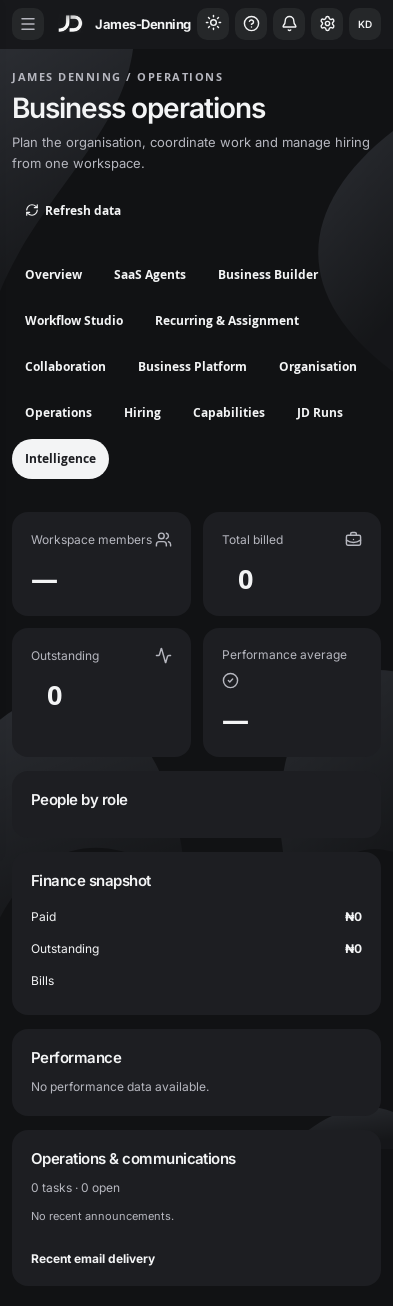 James-Denning
KD
JAMES DENNING / OPERATIONS
Business operations
Plan the organisation, coordinate work and manage hiring
from one workspace.
Refresh data
Overview SaaS Agents Business Builder
Workflow Studio Recurring & Assignment
Collaboration Business Platform Organisation
Operations Hiring Capabilities JD Runs
Intelligence
Workspace members
—
Total billed
0
Outstanding
0
Performance average
—
People by role
Finance snapshot
Paid ₦0
Outstanding ₦0
Bills
Performance
No performance data available.
Operations & communications
0 tasks · 0 open
No recent announcements.
Recent email delivery